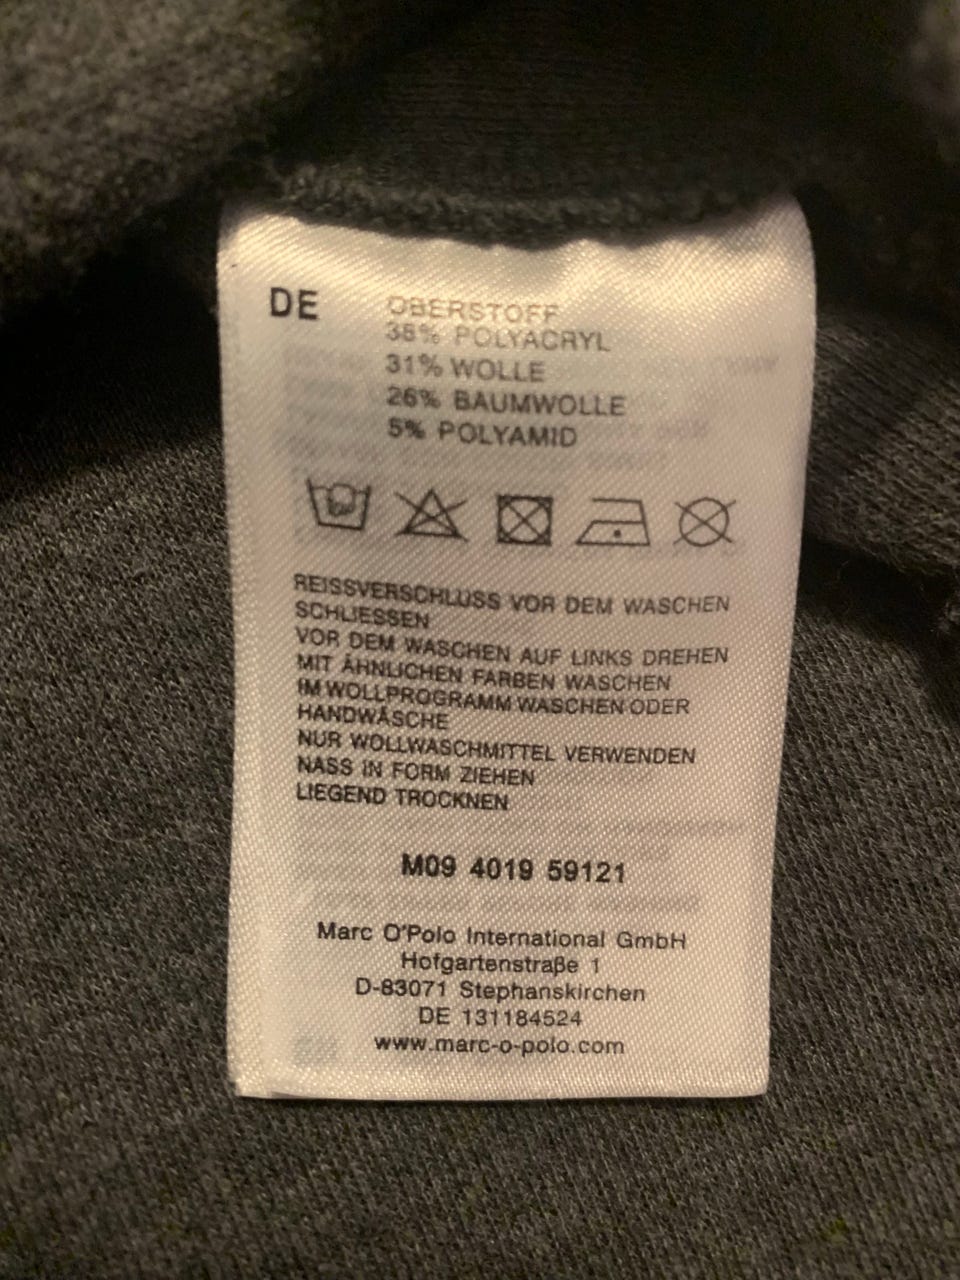 DE
OBERSTOFF
38% POLYACRYL
31% WOLLE
26% BAUMWOLLE
5% POLYAMID
REISSVERSCHLUSS VOR DEM WASCHEN
SCHLIESSEN
VOR DEM WASCHEN AUF LINKS DREHEN
MIT ÄHNLICHEN FARBEN WASCHEN
IM WOLLPROGRAMM WASCHEN ODER
HANDWÄSCHE
NUR WOLLWASCHMITTEL VERWENDEN
NASS IN FORM ZIEHEN
LIEGEND TROCKNEN
M09 4019 59121
Marc O'Polo International GmbH
Hofgartenstraße 1
D-83071 Stephanskirchen
DE 131184524
www.marc-o-polo.com